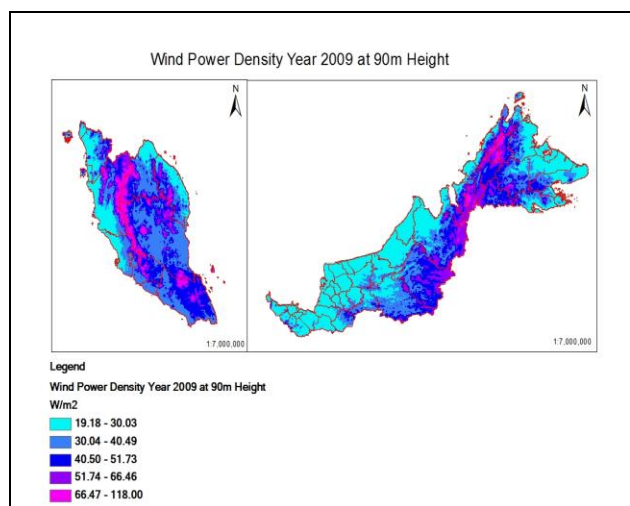 Wind Power Density Year 2009 at 90m Height
N
N
1:7,000,000
1:7,000,000
Legend
Wind Power Density Year 2009 at 90m Height
W/m2
19.18 - 30.03
30.04 - 40.49
40.50 - 51.73
51.74 - 66.46
66.47 - 118.00